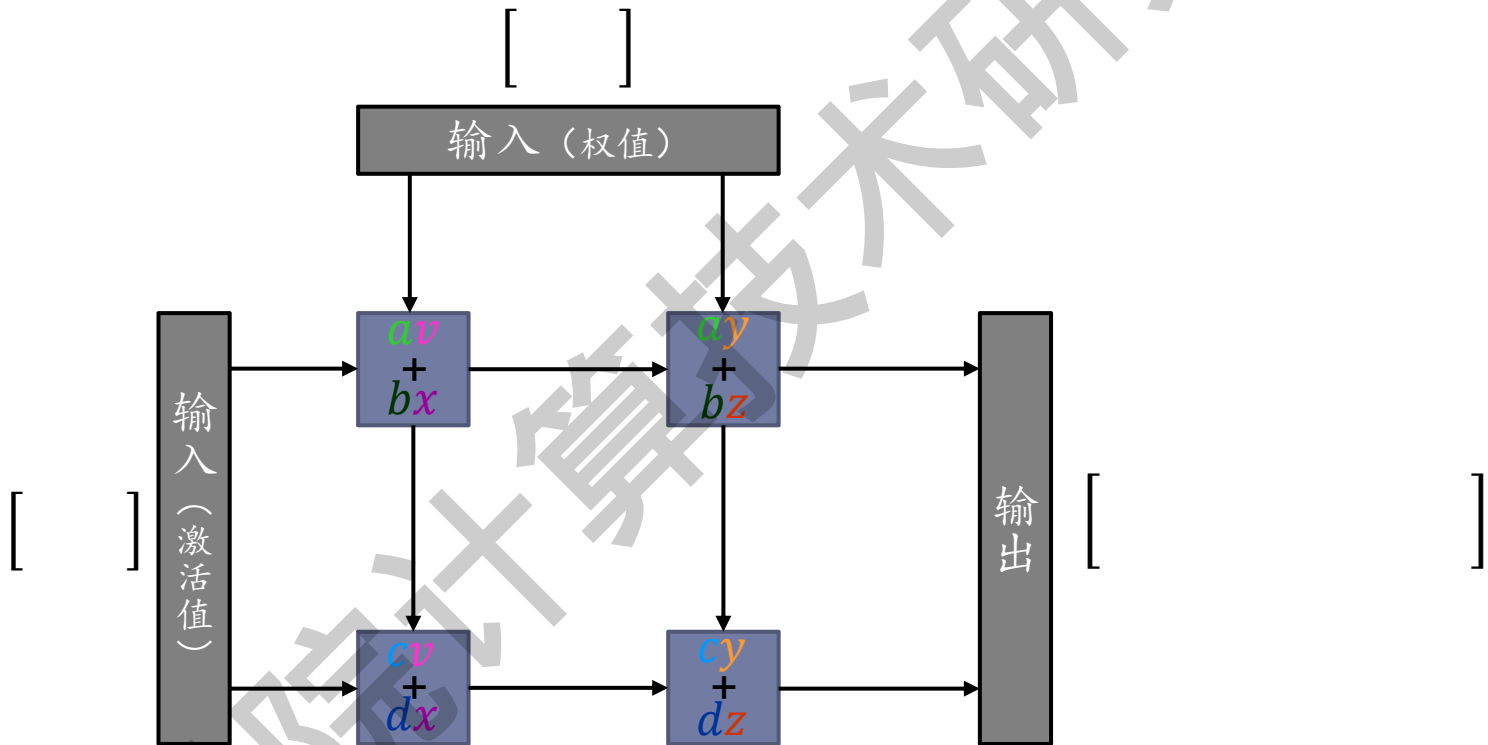 [ ]
输入（权值）
av
+
bx
ay
+
bz
输入（激活值）
[ ]
输出
[ ]
cv
+
dx
cy
+
dz
院计算技术研